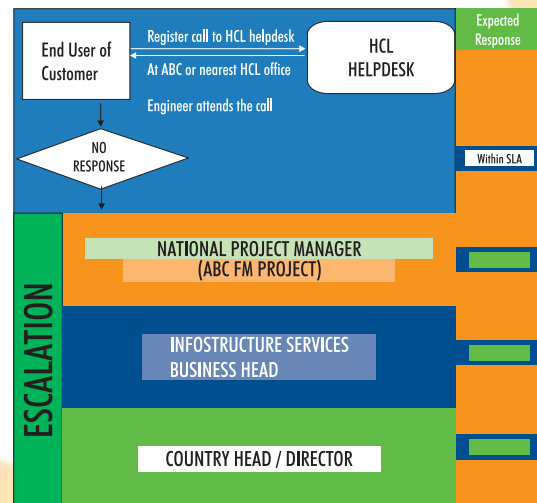 End User of
Customer
Register call to HCL helpdesk
At ABC or nearest HCL office
Engineer attends the call
HCL
HELPDESK
Expected
Response
NO
RESPONSE
Within SLA
ESCALATION
NATIONAL PROJECT MANAGER
(ABC FM PROJECT)
INFOSTRUCTURE SERVICES
BUSINESS HEAD
COUNTRY HEAD / DIRECTOR